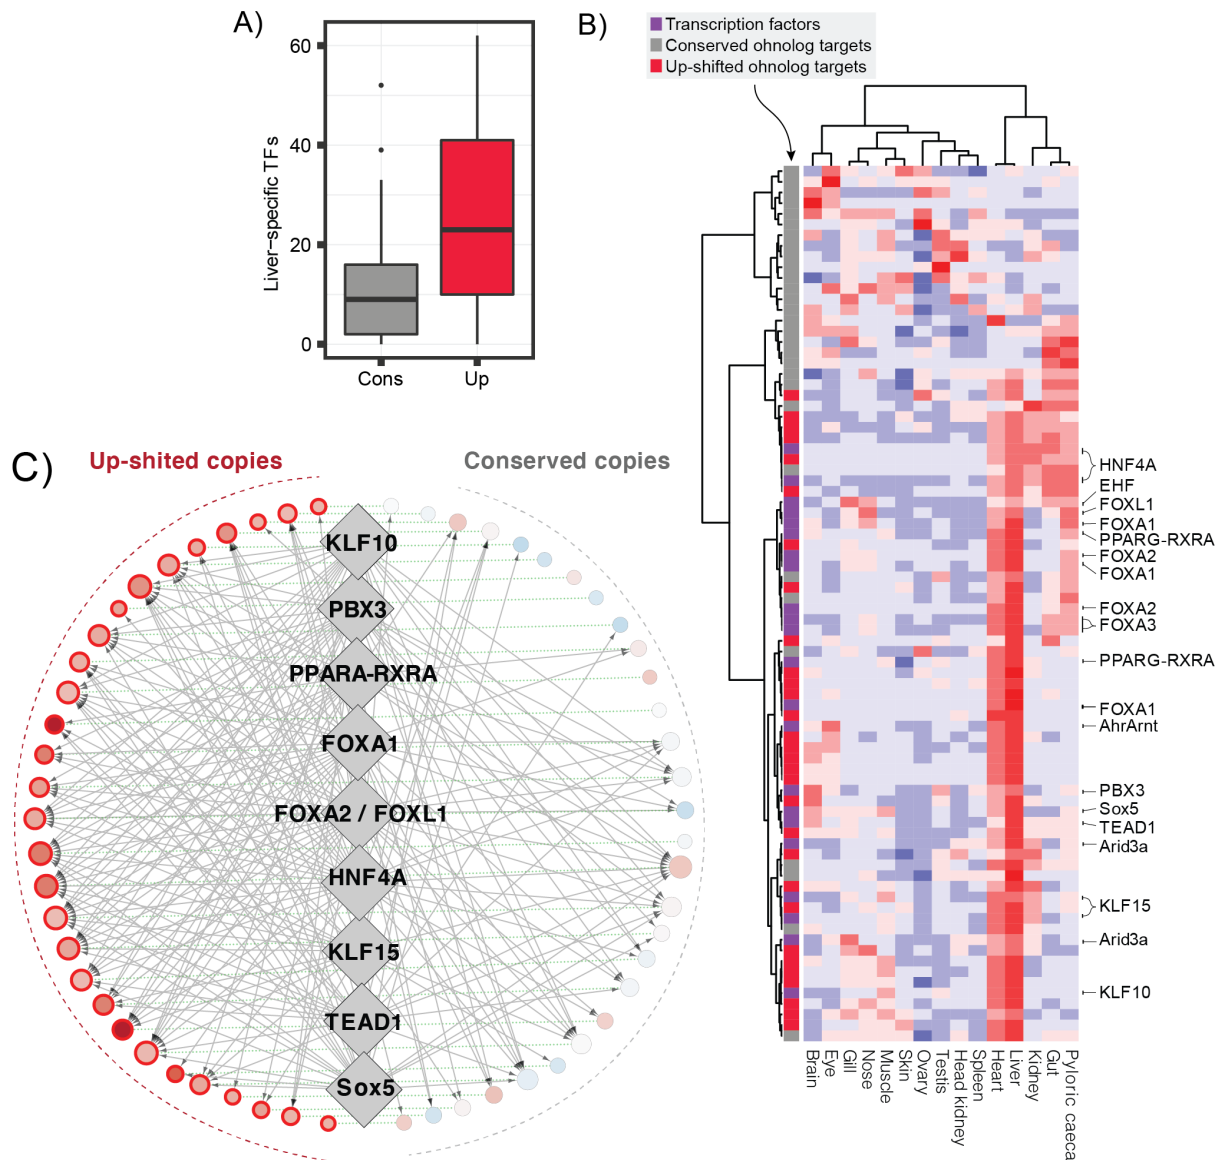 A)
60
40
20
0
Liver−specific TFs
Cons
Up
B)
Transcription factors
Conserved ohnolog targets
Up-shifted ohnolog targets
HNF4A
EHF
FOXL1
FOXA1
PPARG-RXRA
FOXA2
FOXA1
FOXA2
FOXA3
PPARG-RXRA
FOXA1
AhrArnt
PBX3
Sox5
TEAD1
Arid3a
KLF15
Arid3a
KLF10
Brain
Eye
Gill
Nose
Muscle
Skin
Ovary
Testis
Head kidney
Spleen
Heart
Liver
Kidney
Gut
Pyloric caeca
C)
Up-shited copies
Conserved copies
KLF10
PBX3
PPARA-RXRA
FOXA1
FOXA2 / FOXL1
HNF4A
KLF15
TEAD1
Sox5